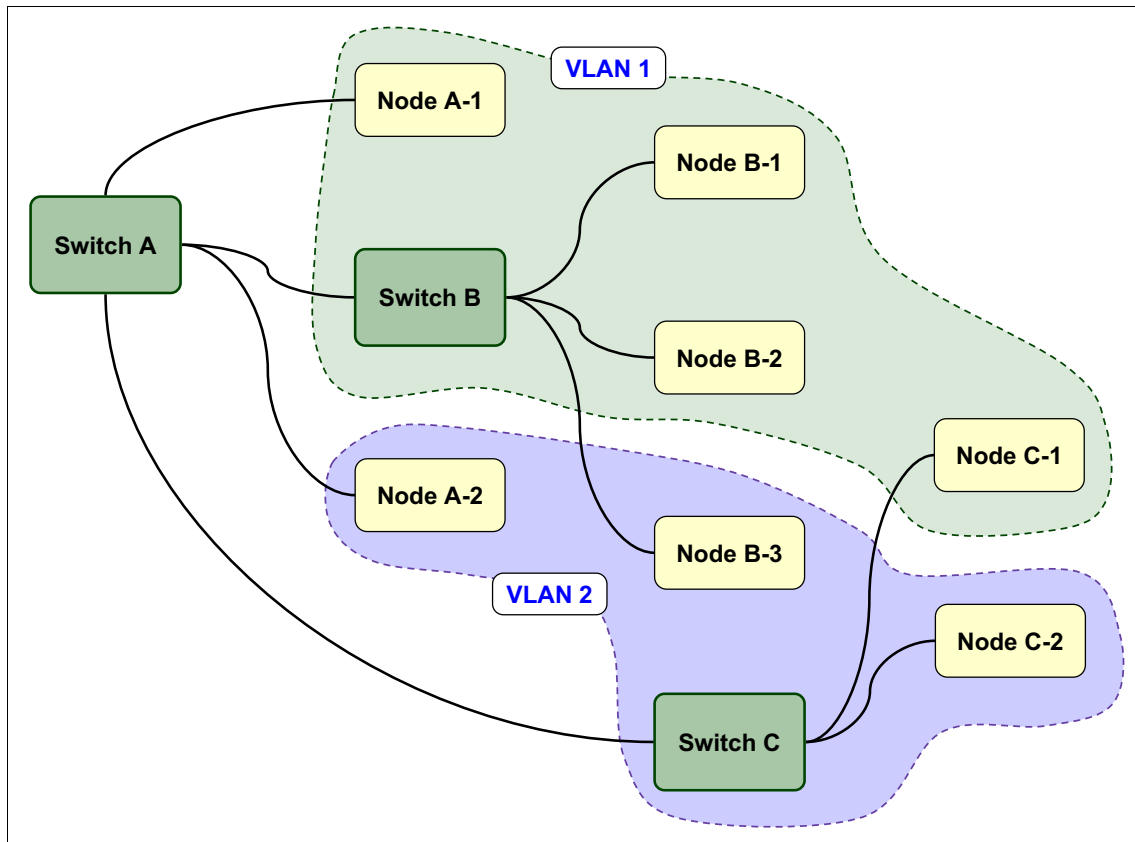 VLAN 1
Node A-1
Node B-1
Switch A
Switch B
Node B-2
Node C-1
Node A-2
Node B-3
VLAN 2
Node C-2
Switch C